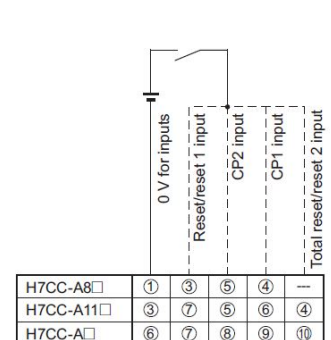 0 V for inputs
Reset/reset 1 input
CP2 input
CP1 input
Total reset/reset 2 input
H7CC-A8□ ① ③ ⑤ ④ ---
H7CC-A11□ ③ ⑦ ⑤ ⑥ ④
H7CC-A□ ⑥ ⑦ ⑧ ⑨ ⑩